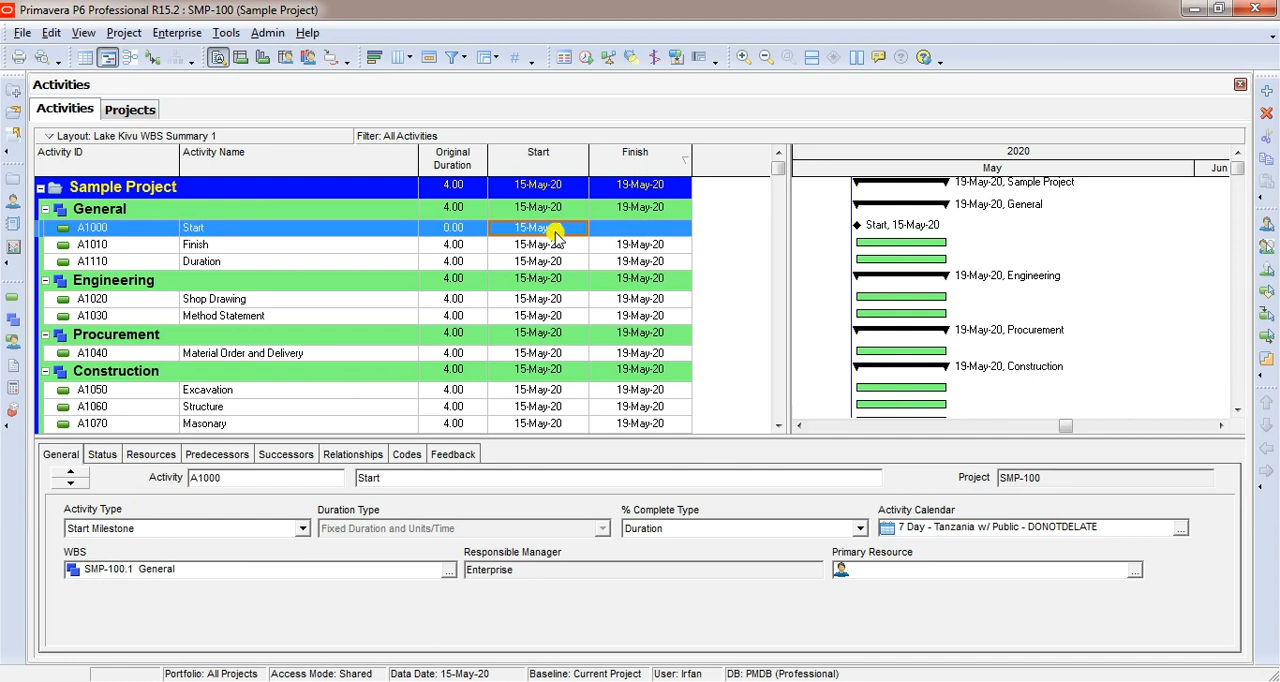 Primavera P6 Professional R15.2 : SMP-100 (Sample Project)
File Edit View Project Enterprise Tools Admin Help
Activities
Activities Projects
Layout: Lake Kivu WBS Summary 1 Filter: All Activities
Activity ID Activity Name Original Duration Start Finish
2020
May Jun
Sample Project 4.00 15-May-20 19-May-20 19-May-20, Sample Project
General 4.00 15-May-20 19-May-20 19-May-20, General
A1000 Start 0.00 15-May Start, 15-May-20
A1010 Finish 4.00 15-May-20 19-May-20
A1110 Duration 4.00 15-May-20 19-May-20
Engineering 4.00 15-May-20 19-May-20 19-May-20, Engineering
A1020 Shop Drawing 4.00 15-May-20 19-May-20
A1030 Method Statement 4.00 15-May-20 19-May-20
Procurement 4.00 15-May-20 19-May-20 19-May-20, Procurement
A1040 Material Order and Delivery 4.00 15-May-20 19-May-20
Construction 4.00 15-May-20 19-May-20 19-May-20, Construction
A1050 Excavation 4.00 15-May-20 19-May-20
A1060 Structure 4.00 15-May-20 19-May-20
A1070 Masonary 4.00 15-May-20 19-May-20
General Status Resources Predecessors Successors Relationships Codes Feedback
Activity A1000 Start Project SMP-100
Activity Type Duration Type % Complete Type Activity Calendar
Start Milestone Fixed Duration and Units/Time Duration 7 Day - Tanzania w/ Public - DONOTDELATE ...
WBS Responsible Manager Primary Resource
SMP-100.1 General ... Enterprise ...
Portfolio: All Projects Access Mode: Shared Data Date: 15-May-20 Baseline: Current Project User: Irfan DB: PMDB (Professional)